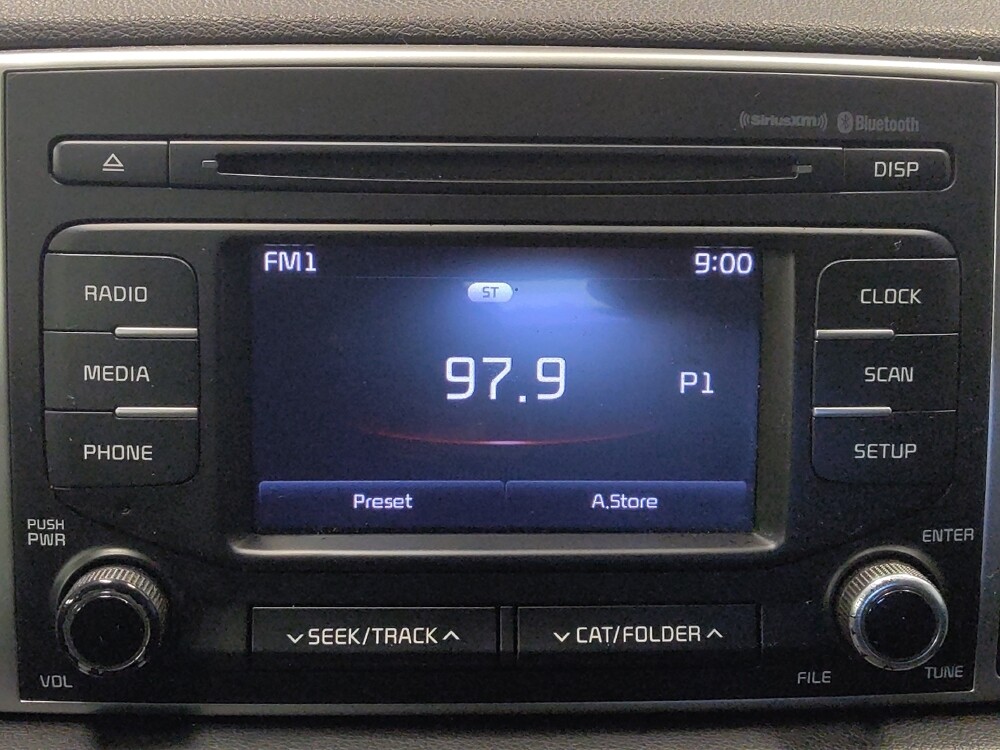 SiriusXM Bluetooth
DISP
FM1 9:00
ST
RADIO
CLOCK
97.9 P1
MEDIA
SCAN
PHONE
SETUP
Preset A.Store
PUSH
PWR
ENTER
SEEK/TRACK
CAT/FOLDER
VOL
FILE
TUNE